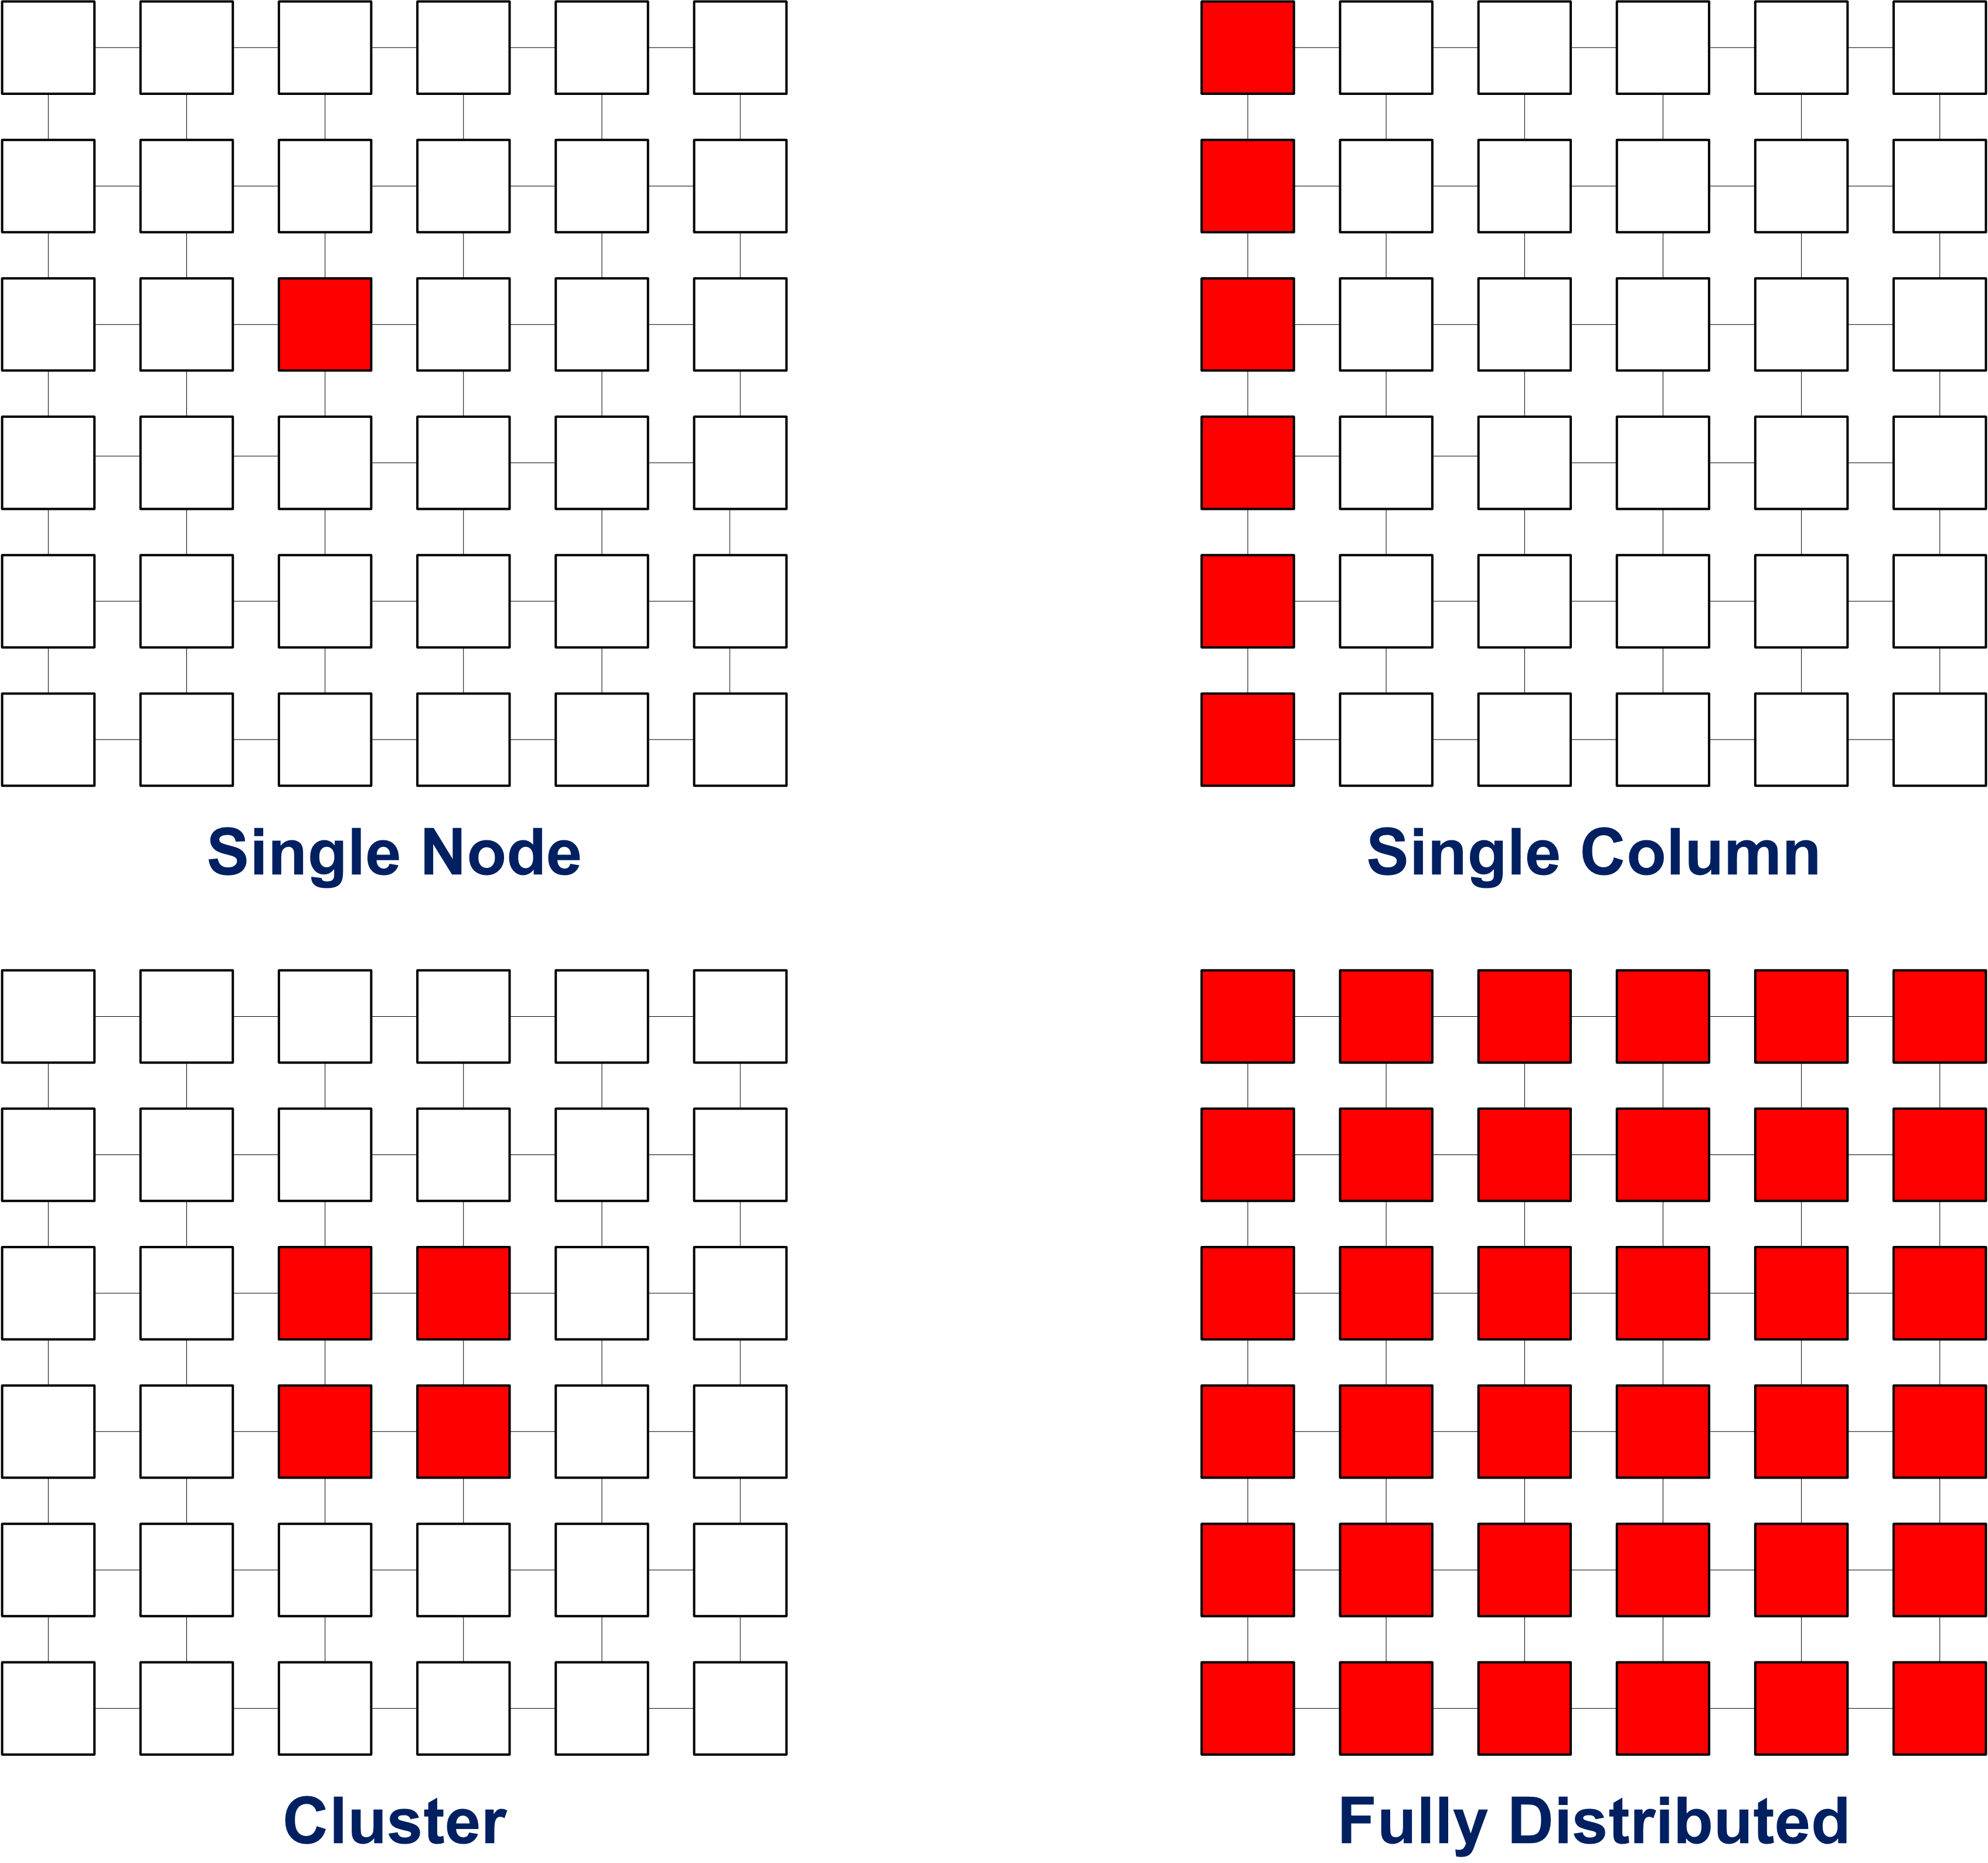 Single Node
Single Column
Cluster
Fully Distributed